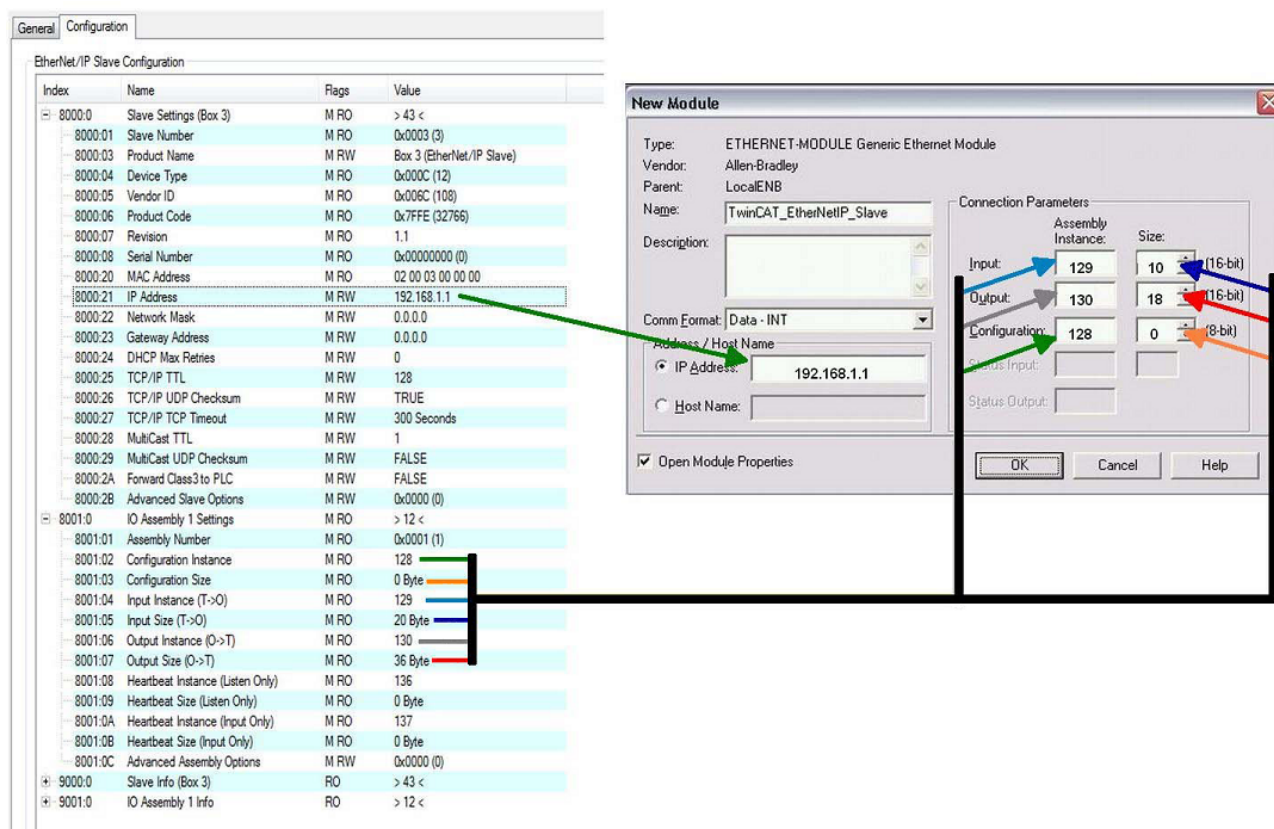 General Configuration
EtherNet/IP Slave Configuration
Index Name Flags Value
8000:0 Slave Settings (Box 3) M RO > 43 <
8000:01 Slave Number M RO 0x0003 (3)
8000:03 Product Name M RW Box 3 (EtherNet/IP Slave)
8000:04 Device Type M RO 0x000C (12)
8000:05 Vendor ID M RO 0x006C (108)
8000:06 Product Code M RO 0x7FFE (32766)
8000:07 Revision M RO 1.1
8000:08 Serial Number M RO 0x00000000 (0)
8000:20 MAC Address M RO 02 00 03 00 00 00
8000:21 IP Address M RW 192.168.1.1
8000:22 Network Mask M RW 0.0.0.0
8000:23 Gateway Address M RW 0.0.0.0
8000:24 DHCP Max Retries M RW 0
8000:25 TCP/IP TTL M RW 128
8000:26 TCP/IP UDP Checksum M RW TRUE
8000:27 TCP/IP TCP Timeout M RW 300 Seconds
8000:28 MultiCast TTL M RW 1
8000:29 MultiCast UDP Checksum M RW FALSE
8000:2A Forward Class3 to PLC M RW FALSE
8000:2B Advanced Slave Options M RW 0x0000 (0)
8001:0 IO Assembly 1 Settings M RO > 12 <
8001:01 Assembly Number M RO 0x0001 (1)
8001:02 Configuration Instance M RO 128
8001:03 Configuration Size M RO 0 Byte
8001:04 Input Instance (T->O) M RO 129
8001:05 Input Size (T->O) M RO 20 Byte
8001:06 Output Instance (O->T) M RO 130
8001:07 Output Size (O->T) M RO 36 Byte
8001:08 Heartbeat Instance (Listen Only) M RO 136
8001:09 Heartbeat Size (Listen Only) M RO 0 Byte
8001:0A Heartbeat Instance (Input Only) M RO 137
8001:0B Heartbeat Size (Input Only) M RO 0 Byte
8001:0C Advanced Assembly Options M RW 0x0000 (0)
9000:0 Slave Info (Box 3) RO > 43 <
9001:0 IO Assembly 1 Info RO > 12 <
New Module
Type: ETHERNET-MODULE Generic Ethernet Module
Vendor: Allen-Bradley
Parent: LocalENB
Name: TwinCAT_EtherNetIP_Slave
Description:
Comm Format: Data - INT
Address / Host Name
IP Address: 192.168.1.1
Host Name:
Open Module Properties
Connection Parameters
Assembly
Instance: Size:
Input: 129 10 (16-bit)
Output: 130 18 (16-bit)
Configuration: 128 0 (8-bit)
Status Input:
Status Output:
OK Cancel Help